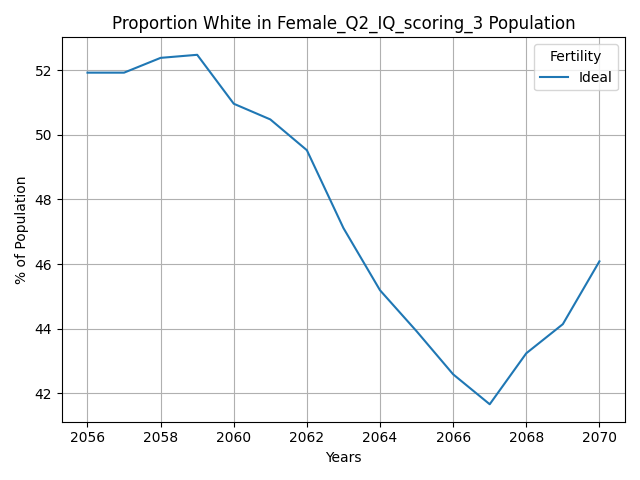 Proportion White in Female_Q2_IQ_scoring_3 Population
Fertility
Ideal
% of Population
52
50
48
46
44
42
2056 2058 2060 2062 2064 2066 2068 2070
Years